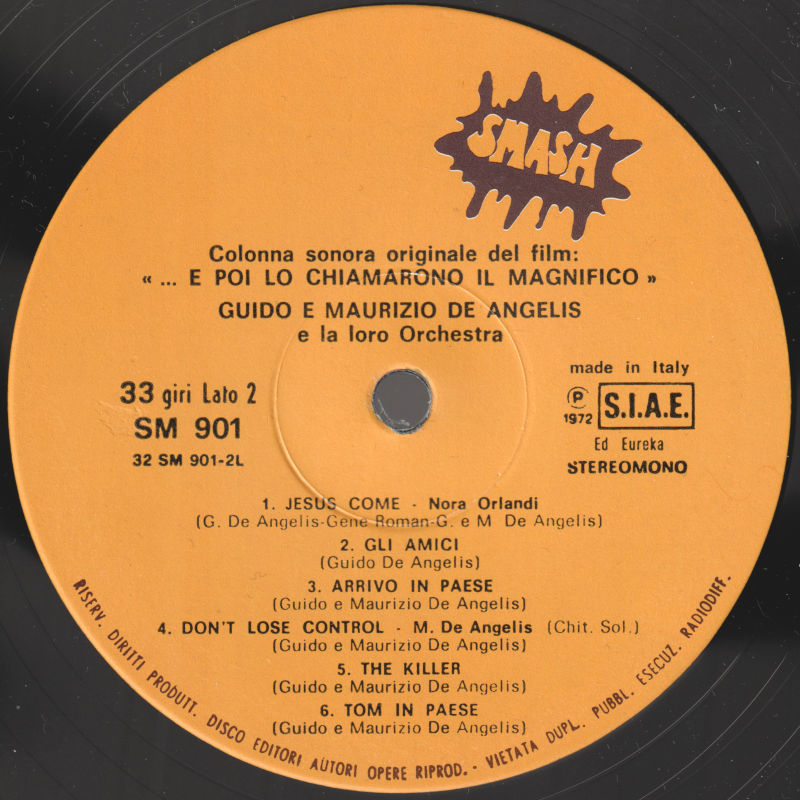 SMASH
Colonna sonora originale del film:
« ... E POI LO CHIAMARONO IL MAGNIFICO »
GUIDO E MAURIZIO DE ANGELIS
e la loro Orchestra
33 giri Lato 2
SM 901
32 SM 901-2L
made in Italy
℗ 1972 S.I.A.E.
Ed Eureka
STEREOMONO
1. JESUS COME - Nora Orlandi
(G. De Angelis-Gene Roman-G. e M De Angelis)
2. GLI AMICI
(Guido De Angelis)
3. ARRIVO IN PAESE
(Guido e Maurizio De Angelis)
4. DON'T LOSE CONTROL - M. De Angelis (Chit. Sol.)
(Guido e Maurizio De Angelis)
5. THE KILLER
(Guido e Maurizio De Angelis)
6. TOM IN PAESE
(Guido e Maurizio De Angelis)
RISERV. DIRITTI PRODUTT. DISCO EDITORI AUTORI OPERE RIPROD. - VIETATA DUPL. PUBBL. ESECUZ. RADIODIFF.